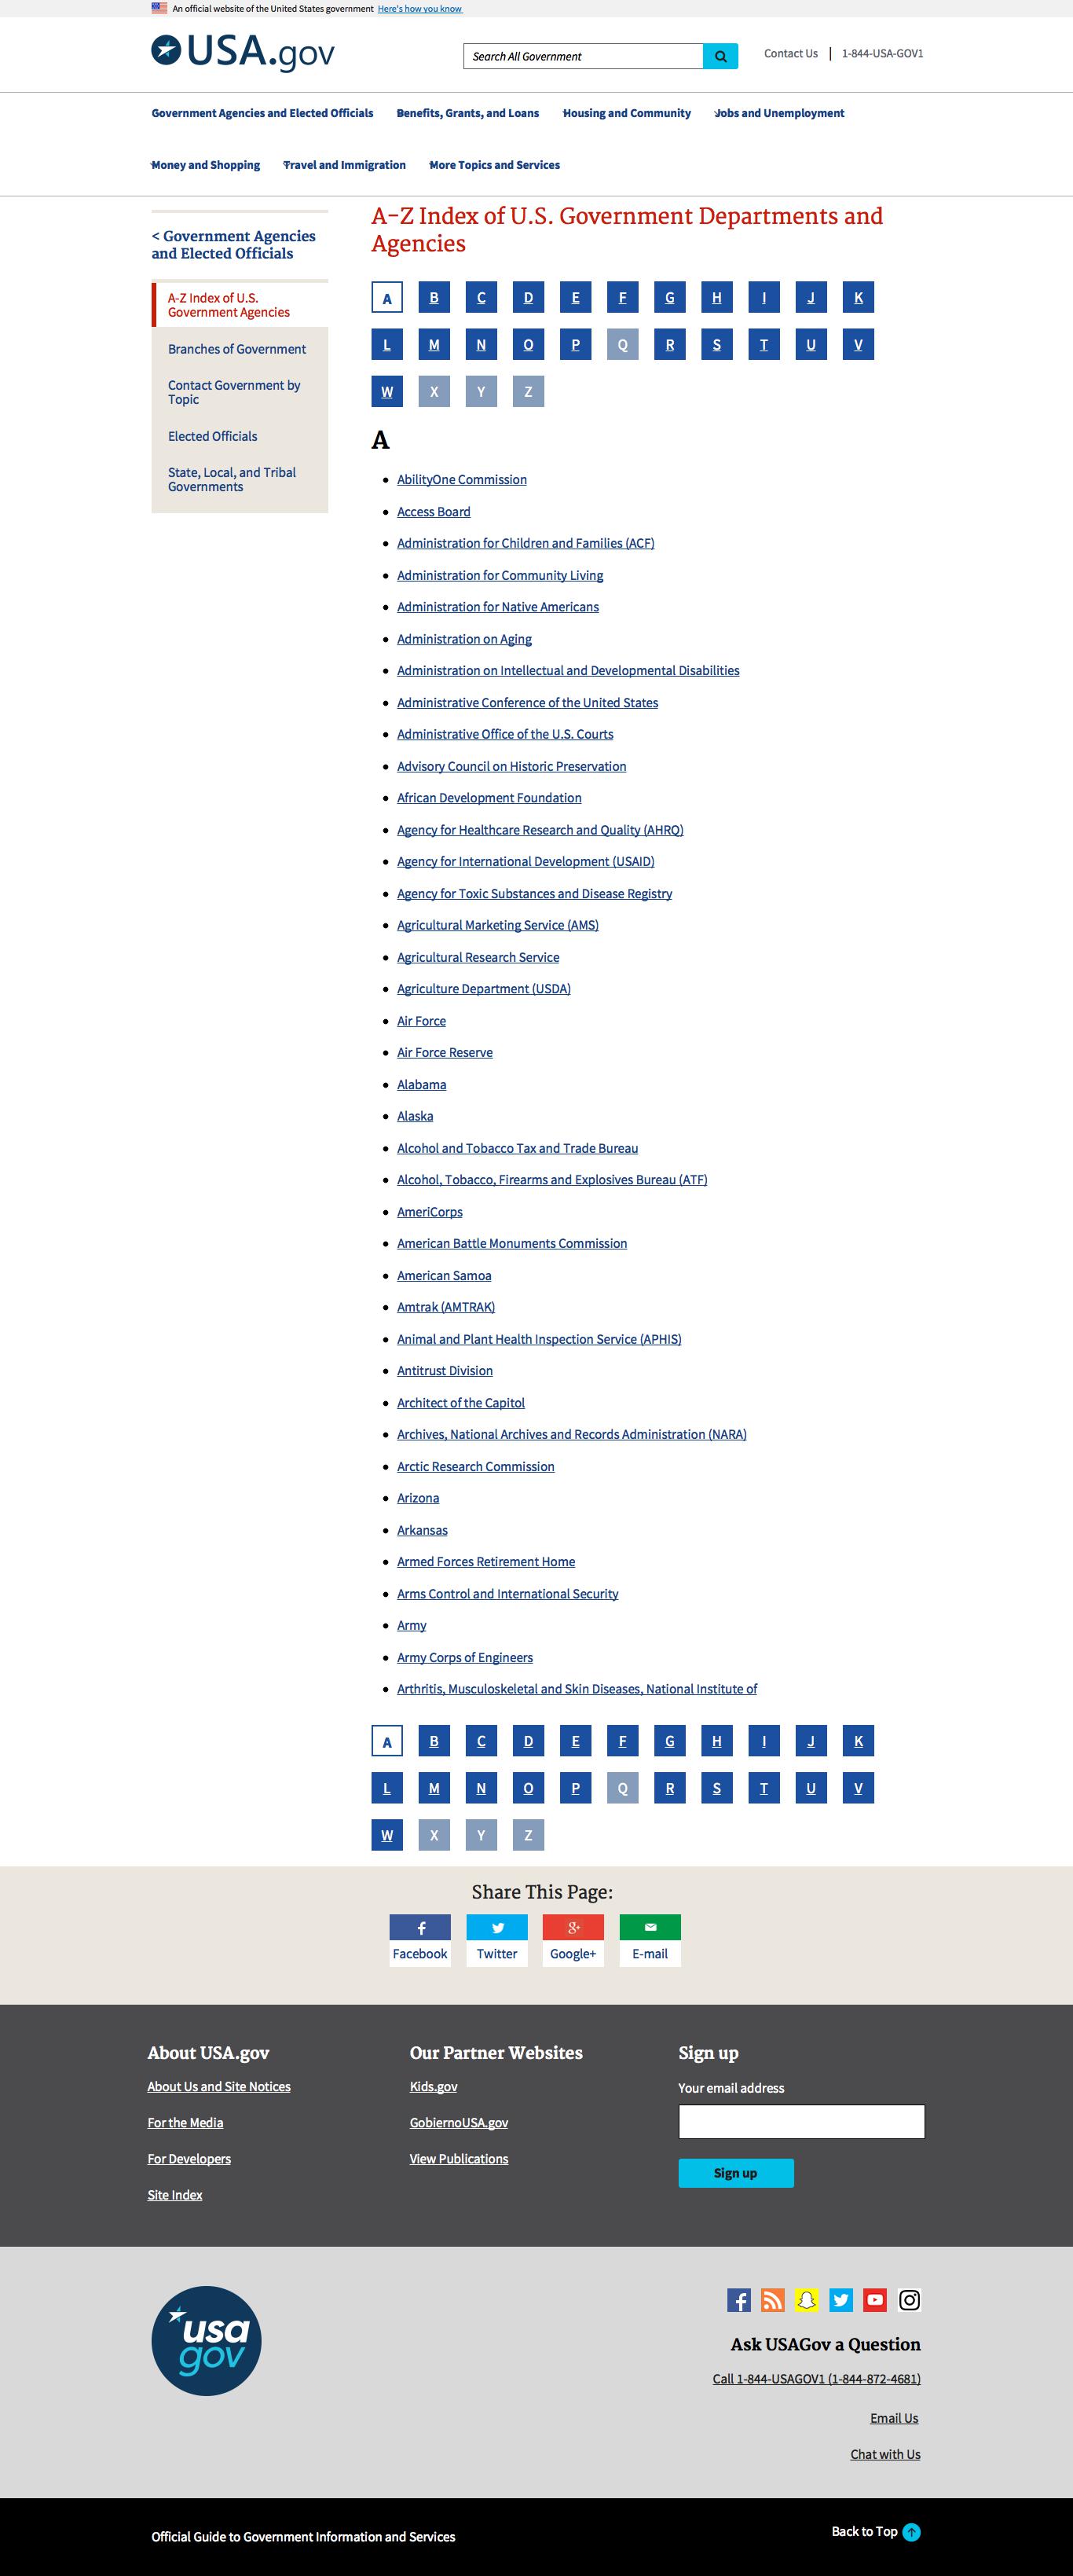 An official website of the United States government Here's how you know
USA.gov
Search All Government
Contact Us | 1-844-USA-GOV1
Government Agencies and Elected Officials Benefits, Grants, and Loans Housing and Community Jobs and Unemployment
Money and Shopping Travel and Immigration More Topics and Services
< Government Agencies
and Elected Officials
A-Z Index of U.S.
Government Agencies
Branches of Government
Contact Government by
Topic
Elected Officials
State, Local, and Tribal
Governments
A-Z Index of U.S. Government Departments and
Agencies
A B C D E F G H I J K
L M N O P Q R S T U V
W X Y Z
A
AbilityOne Commission
Access Board
Administration for Children and Families (ACF)
Administration for Community Living
Administration for Native Americans
Administration on Aging
Administration on Intellectual and Developmental Disabilities
Administrative Conference of the United States
Administrative Office of the U.S. Courts
Advisory Council on Historic Preservation
African Development Foundation
Agency for Healthcare Research and Quality (AHRQ)
Agency for International Development (USAID)
Agency for Toxic Substances and Disease Registry
Agricultural Marketing Service (AMS)
Agricultural Research Service
Agriculture Department (USDA)
Air Force
Air Force Reserve
Alabama
Alaska
Alcohol and Tobacco Tax and Trade Bureau
Alcohol, Tobacco, Firearms and Explosives Bureau (ATF)
AmeriCorps
American Battle Monuments Commission
American Samoa
Amtrak (AMTRAK)
Animal and Plant Health Inspection Service (APHIS)
Antitrust Division
Architect of the Capitol
Archives, National Archives and Records Administration (NARA)
Arctic Research Commission
Arizona
Arkansas
Armed Forces Retirement Home
Arms Control and International Security
Army
Army Corps of Engineers
Arthritis, Musculoskeletal and Skin Diseases, National Institute of
A B C D E F G H I J K
L M N O P Q R S T U V
W X Y Z
Share This Page:
Facebook Twitter Google+ E-mail
About USA.gov
About Us and Site Notices
For the Media
For Developers
Site Index
Our Partner Websites
Kids.gov
GobiernoUSA.gov
View Publications
Sign up
Your email address
Sign up
usa
gov
Ask USAGov a Question
Call 1-844-USAGOV1 (1-844-872-4681)
Email Us
Chat with Us
Official Guide to Government Information and Services
Back to Top